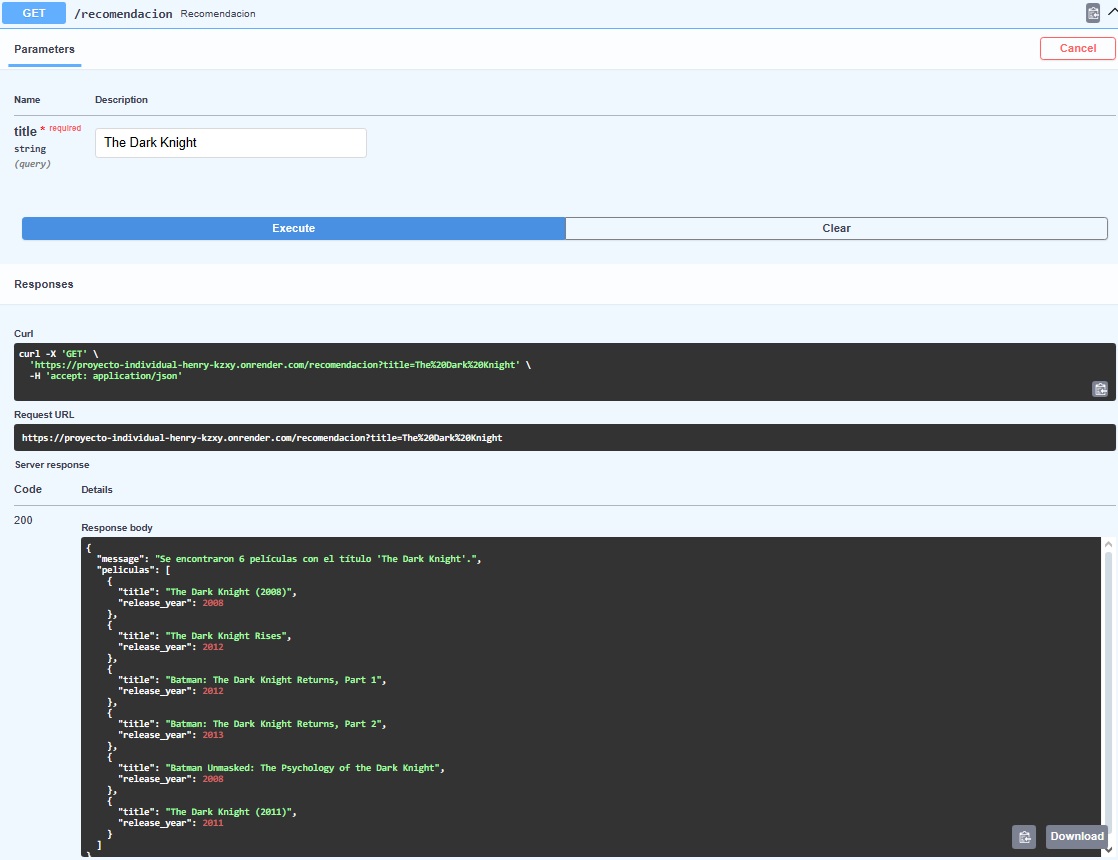 GET /recomendacion Recomendacion
Parameters
Cancel
Name Description
title * required
string
(query)
The Dark Knight
Execute Clear
Responses
Curl
curl -X 'GET' \
  'https://proyecto-individual-henry-kzxy.onrender.com/recomendacion?title=The%20Dark%20Knight' \
  -H 'accept: application/json'
Request URL
https://proyecto-individual-henry-kzxy.onrender.com/recomendacion?title=The%20Dark%20Knight
Server response
Code Details
200
Response body
{
  "message": "Se encontraron 6 películas con el título 'The Dark Knight'.",
  "peliculas": [
    {
      "title": "The Dark Knight (2008)",
      "release_year": 2008
    },
    {
      "title": "The Dark Knight Rises",
      "release_year": 2012
    },
    {
      "title": "Batman: The Dark Knight Returns, Part 1",
      "release_year": 2012
    },
    {
      "title": "Batman: The Dark Knight Returns, Part 2",
      "release_year": 2013
    },
    {
      "title": "Batman Unmasked: The Psychology of the Dark Knight",
      "release_year": 2008
    },
    {
      "title": "The Dark Knight (2011)",
      "release_year": 2011
    }
  ]
Download